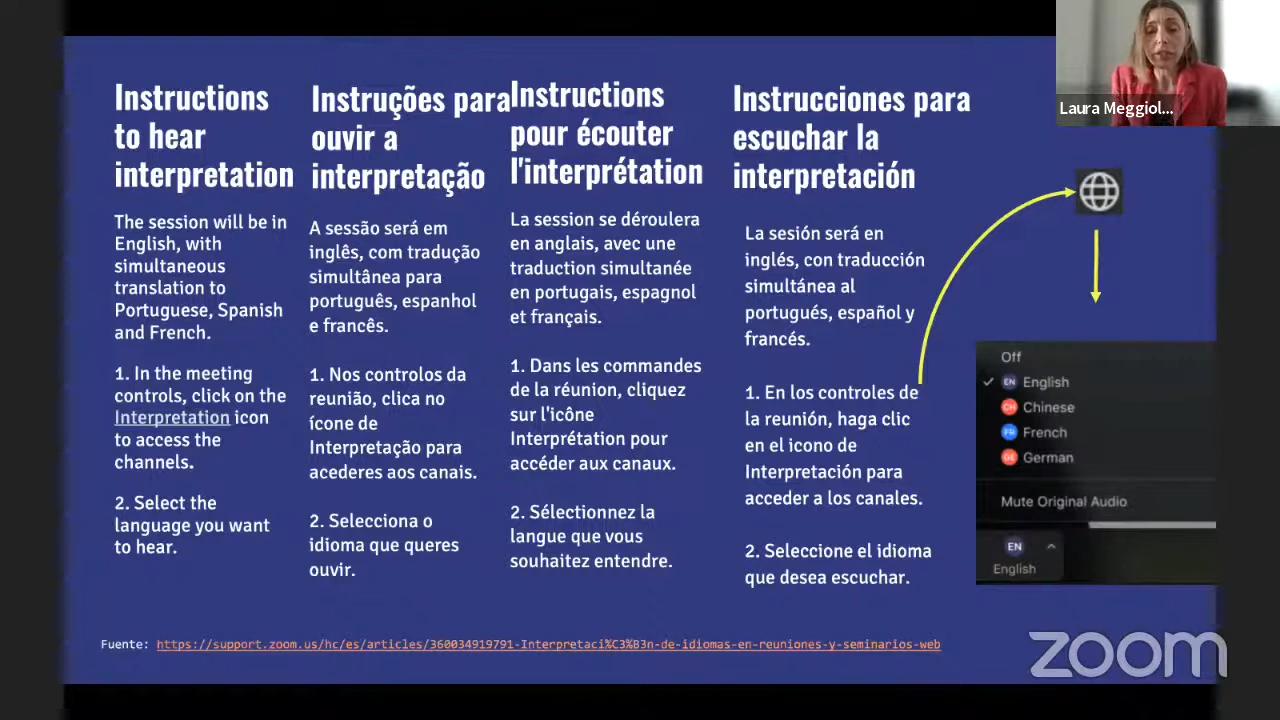 Instructions
to hear
interpretation
The session will be in
English, with
simultaneous
translation to
Portuguese, Spanish
and French.
1. In the meeting
controls, click on the
Interpretation icon
to access the
channels.
2. Select the
language you want
to hear.
Instruções para
ouvir a
interpretação
A sessão será em
inglês, com tradução
simultânea para
português, espanhol
e francês.
1. Nos controlos da
reunião, clica no
ícone de
Interpretação para
acederes aos canais.
2. Selecciona o
idioma que queres
ouvir.
Instructions
pour écouter
l'interprétation
La session se déroulera
en anglais, avec une
traduction simultanée
en portugais, espagnol
et français.
1. Dans les commandes
de la réunion, cliquez
sur l'icône
Interprétation pour
accéder aux canaux.
2. Sélectionnez la
langue que vous
souhaitez entendre.
Instrucciones para
escuchar la
interpretación
La sesión será en
inglés, con traducción
simultánea al
portugués, español y
francés.
1. En los controles de
la reunión, haga clic
en el icono de
Interpretación para
acceder a los canales.
2. Seleccione el idioma
que desea escuchar.
Laura Meggiol...
Off
EN English
CH Chinese
FR French
GE German
Mute Original Audio
EN
English
Fuente: https://support.zoom.us/hc/es/articles/360034919791-Interpretaci%C3%B3n-de-idiomas-en-reuniones-y-seminarios-web
zoom